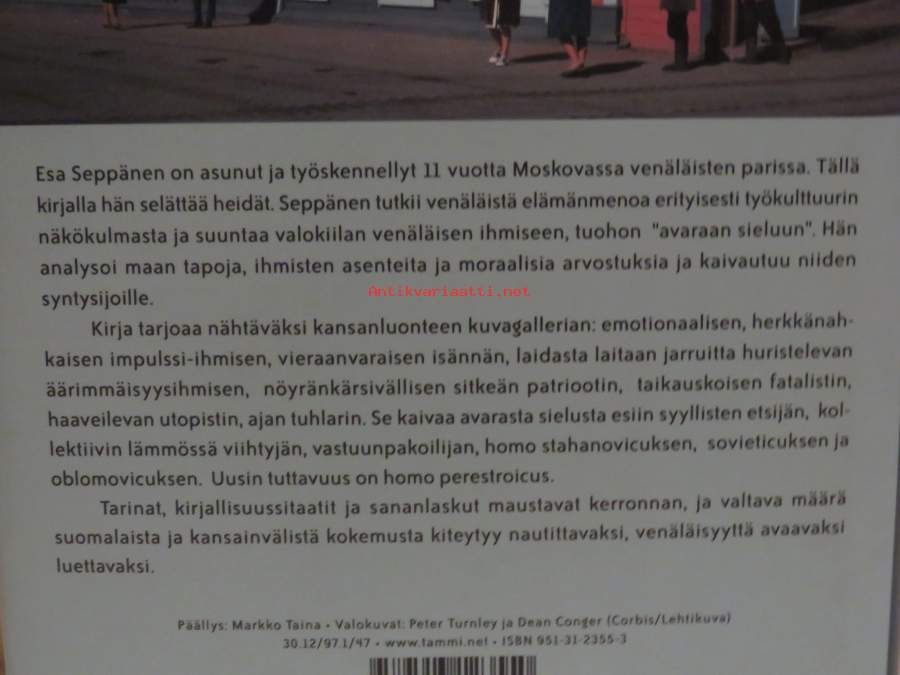 Esa Seppänen on asunut ja työskennellyt 11 vuotta Moskovassa venäläisten parissa. Tällä
kirjalla hän selättää heidät. Seppänen tutkii venäläistä elämänmenoa erityisesti työkulttuurin
näkökulmasta ja suuntaa valokiilan venäläisen ihmiseen, tuohon "avaraan sieluun". Hän
analysoi maan tapoja, ihmisten asenteita ja moraalisia arvostuksia ja kaivautuu niiden
syntysijoille.
Antikvariaatti.net
Kirja tarjoaa nähtäväksi kansanluonteen kuvagallerian: emotionaalisen, herkkänah-
kaisen impulssi-ihmisen, vieraanvaraisen isännän, laidasta laitaan jarruitta huristelevan
äärimmäisyysihmisen, nöyränkärsivällisen sitkeän patriootin, taikauskoisen fatalistin,
haaveilevan utopistin, ajan tuhlarin. Se kaivaa avarasta sielusta esiin syyllisten etsijän, kol-
lektiivin lämmössä viihtyjän, vastuunpakoilijan, homo stahanovicuksen, sovieticuksen ja
oblomovicuksen. Uusin tuttavuus on homo perestroicus.
Tarinat, kirjallisuussitaatit ja sananlaskut maustavat kerronnan, ja valtava määrä
suomalaista ja kansainvälistä kokemusta kiteytyy nautittavaksi, venäläisyyttä avaavaksi
luettavaksi.
Päällys: Markko Taina • Valokuvat: Peter Turnley ja Dean Conger (Corbis/Lehtikuva)
30.12/97.1/47 • www.tammi.net • ISBN 951-31-2355-3